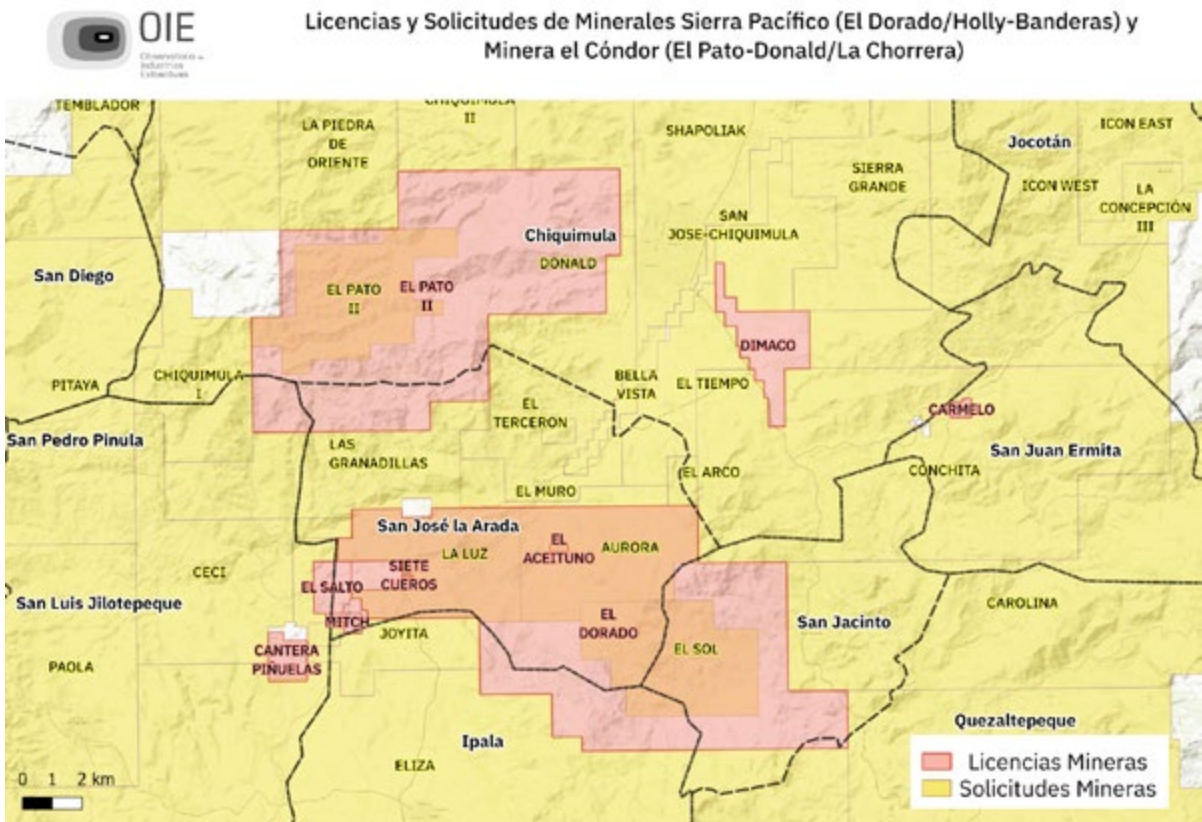 OIE
Observatorio de
Industrias
Extractivas
Licencias y Solicitudes de Minerales Sierra Pacífico (El Dorado/Holly-Banderas) y
Minera el Cóndor (El Pato-Donald/La Chorrera)
TEMBLADOR
CHIQUIMULA
II
LA PIEDRA
DE
ORIENTE
SHAPOLIAK
Jocotán
ICON EAST
SIERRA
GRANDE
ICON WEST
LA
CONCEPCIÓN
III
SAN
JOSE-CHIQUIMULA
Chiquimula
DONALD
San Diego
EL PATO
II
EL PATO
II
DIMACO
PITAYA
CHIQUIMULA
I
BELLA
VISTA
EL TIEMPO
EL
TERCERON
CARMELO
San Pedro Pinula
LAS
GRANADILLAS
San Juan Ermita
EL ARCO
CONCHITA
EL MURO
San José la Arada
LA LUZ
EL
ACEITUNO
AURORA
CECI
EL SALTO
SIETE
CUEROS
San Luis Jilotepeque
MITCH
JOYITA
EL
DORADO
EL SOL
San Jacinto
CAROLINA
CANTERA
PIÑUELAS
PAOLA
Ipala
Quezaltepeque
ELIZA
0 1 2 km
Licencias Mineras
Solicitudes Mineras